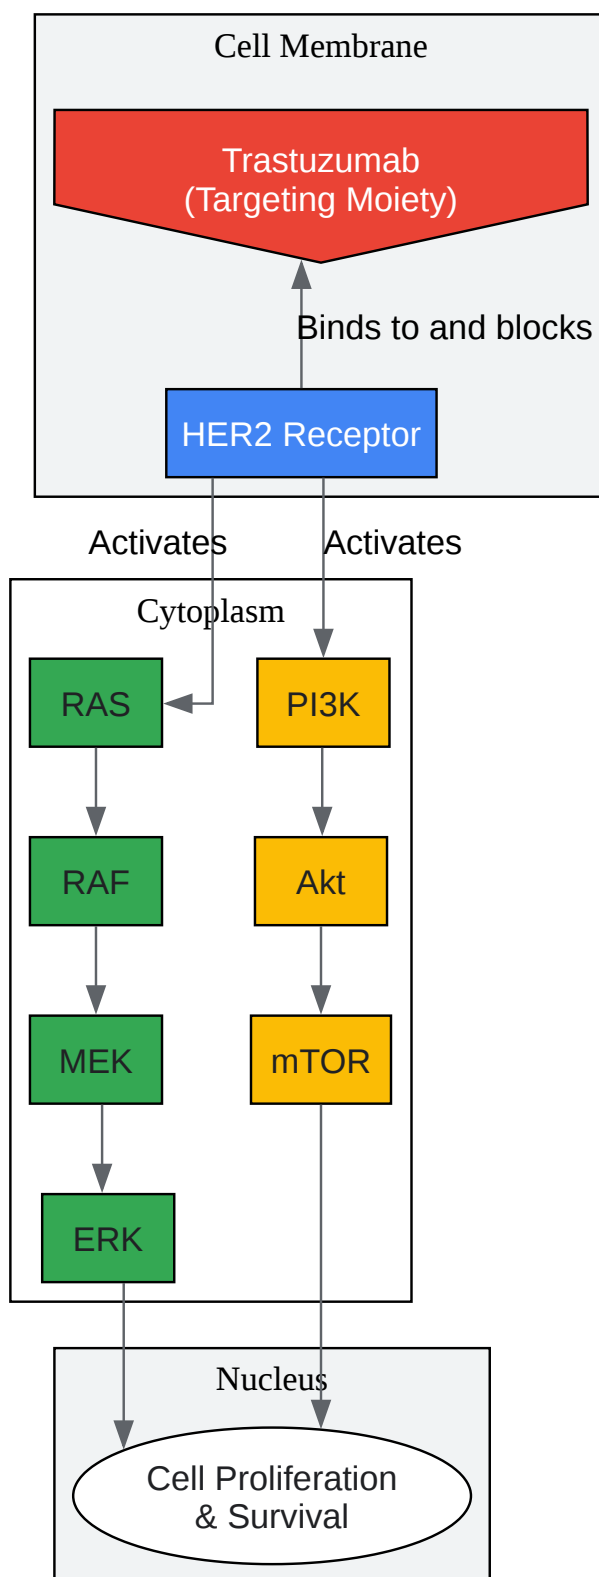 Cell Membrane
Trastuzumab
(Targeting Moiety)
Binds to and blocks
HER2 Receptor
Activates
Activates
Cytoplasm
RAS
PI3K
RAF
Akt
MEK
mTOR
ERK
Nucleus
Cell Proliferation
& Survival